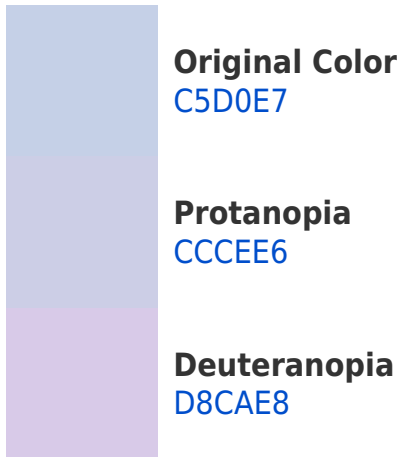 Original Color
C5D0E7
Protanopia
CCCEE6
Deuteranopia
D8CAE8